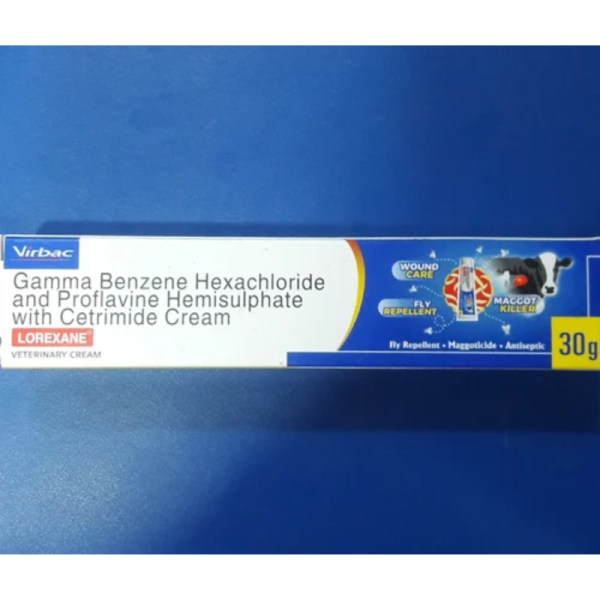 Virbac
Gamma Benzene Hexachloride
and Proflavine Hemisulphate
with Cetrimide Cream
LOREXANE
VETERINARY CREAM
WOUND
CARE
FLY
REPELLENT
MAGGOT
KILLER
Fly Repellent • Maggoticide • Antiseptic
30g